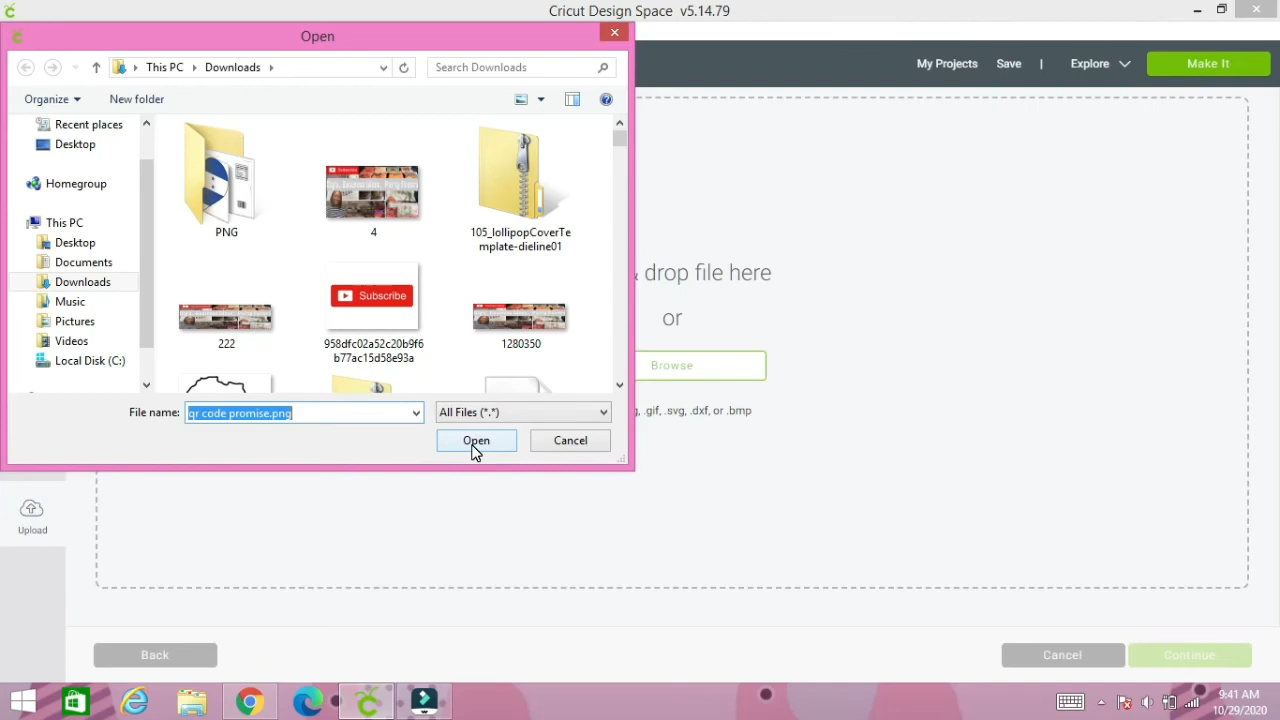 Cricut Design Space v5.14.79
Open
This PC
Downloads
Search Downloads
Organize
New folder
Recent places
Desktop
Homegroup
This PC
Desktop
Documents
Downloads
Music
Pictures
Videos
Local Disk (C:)
PNG
4
105_lollipopCoverTe
mplate-dieline01
Subscribe
222
958dfc02a52c20b9f6
b77ac15d58e93a
1280350
File name:
qr code promise.png
All Files (*.*)
Open
Cancel
My Projects
Save
|
Explore
Make It
& drop file here
or
Browse
.gif, .svg, .dxf, or .bmp
Upload
Back
Cancel
Continue
9:41 AM
10/29/2020